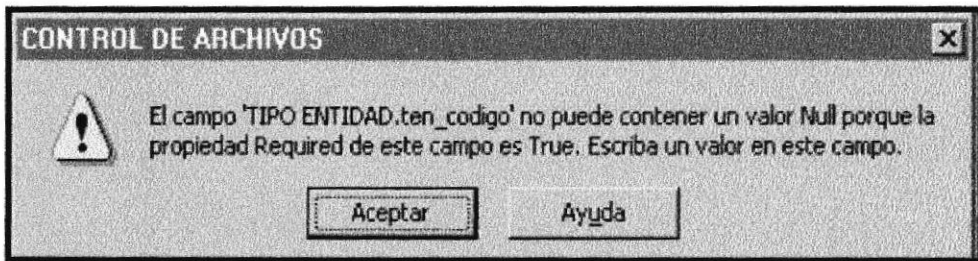 CONTROL DE ARCHIVOS
El campo 'TIPO ENTIDAD.ten_codigo' no puede contener un valor Null porque la
propiedad Required de este campo es True. Escriba un valor en este campo.
Aceptar
Ayuda